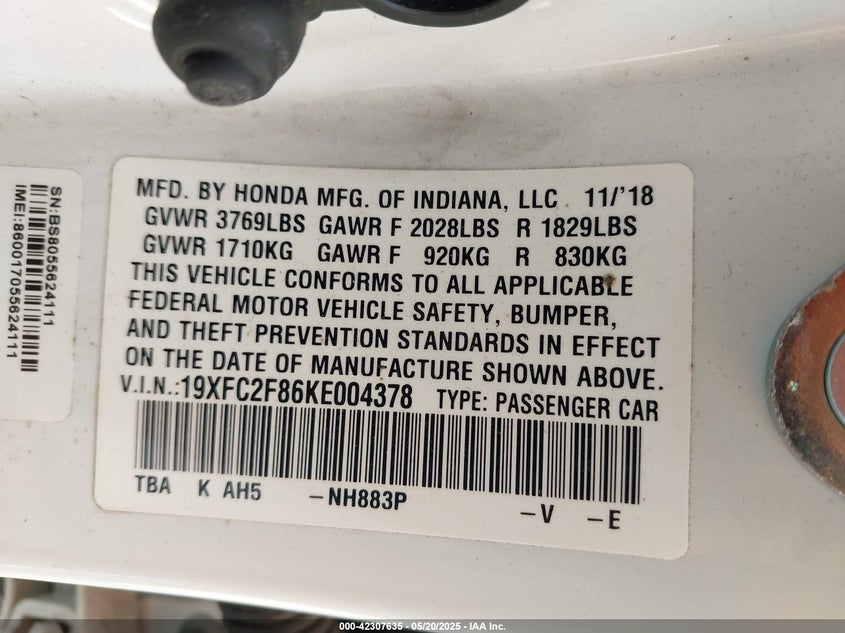 SN:BS8055624111
IMEI:860017055624111
MFD. BY HONDA MFG. OF INDIANA, LLC 11/'18
GVWR 3769LBS GAWR F 2028LBS R 1829LBS
GVWR 1710KG GAWR F 920KG R 830KG
THIS VEHICLE CONFORMS TO ALL APPLICABLE
FEDERAL MOTOR VEHICLE SAFETY, BUMPER,
AND THEFT PREVENTION STANDARDS IN EFFECT
ON THE DATE OF MANUFACTURE SHOWN ABOVE.
V.I.N.:19XFC2F86KE004378 TYPE: PASSENGER CAR
TBA K AH5 -NH883P -V -E
000-42307635 - 05/20/2025 - IAA Inc.